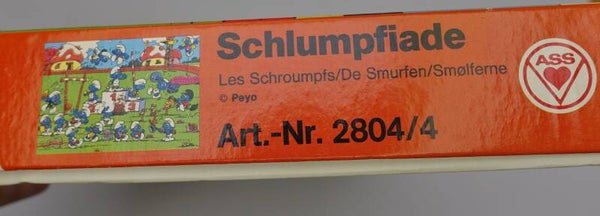 Schlumpfiade
Les Schroumpfs/De Smurfen/Smølferne
© Peyo
Art.-Nr. 2804/4
ASS